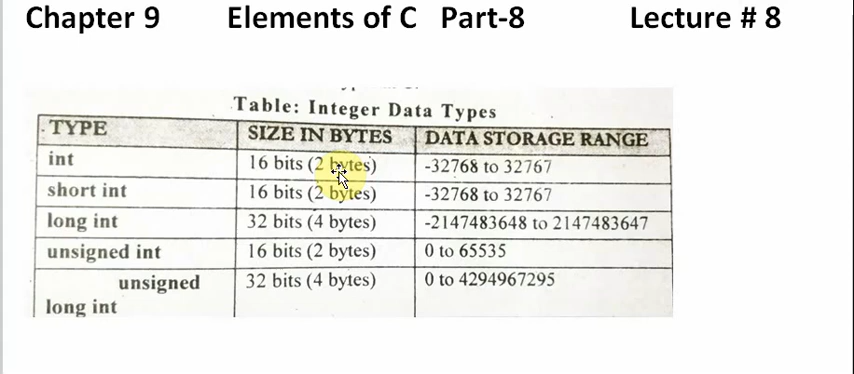 Chapter 9 Elements of C Part-8 Lecture # 8
Table: Integer Data Types
TYPE SIZE IN BYTES DATA STORAGE RANGE
int 16 bits (2 bytes) -32768 to 32767
short int 16 bits (2 bytes) -32768 to 32767
long int 32 bits (4 bytes) -2147483648 to 2147483647
unsigned int 16 bits (2 bytes) 0 to 65535
unsigned 32 bits (4 bytes) 0 to 4294967295
long int